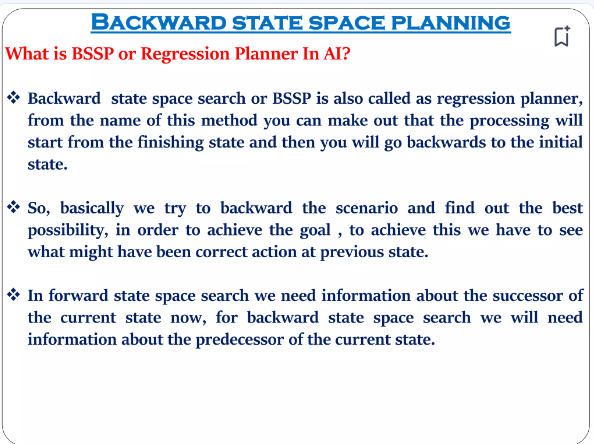 BACKWARD STATE SPACE PLANNING
What is BSSP or Regression Planner In AI?
❖ Backward state space search or BSSP is also called as regression planner,
from the name of this method you can make out that the processing will
start from the finishing state and then you will go backwards to the initial
state.
❖ So, basically we try to backward the scenario and find out the best
possibility, in order to achieve the goal , to achieve this we have to see
what might have been correct action at previous state.
❖ In forward state space search we need information about the successor of
the current state now, for backward state space search we will need
information about the predecessor of the current state.